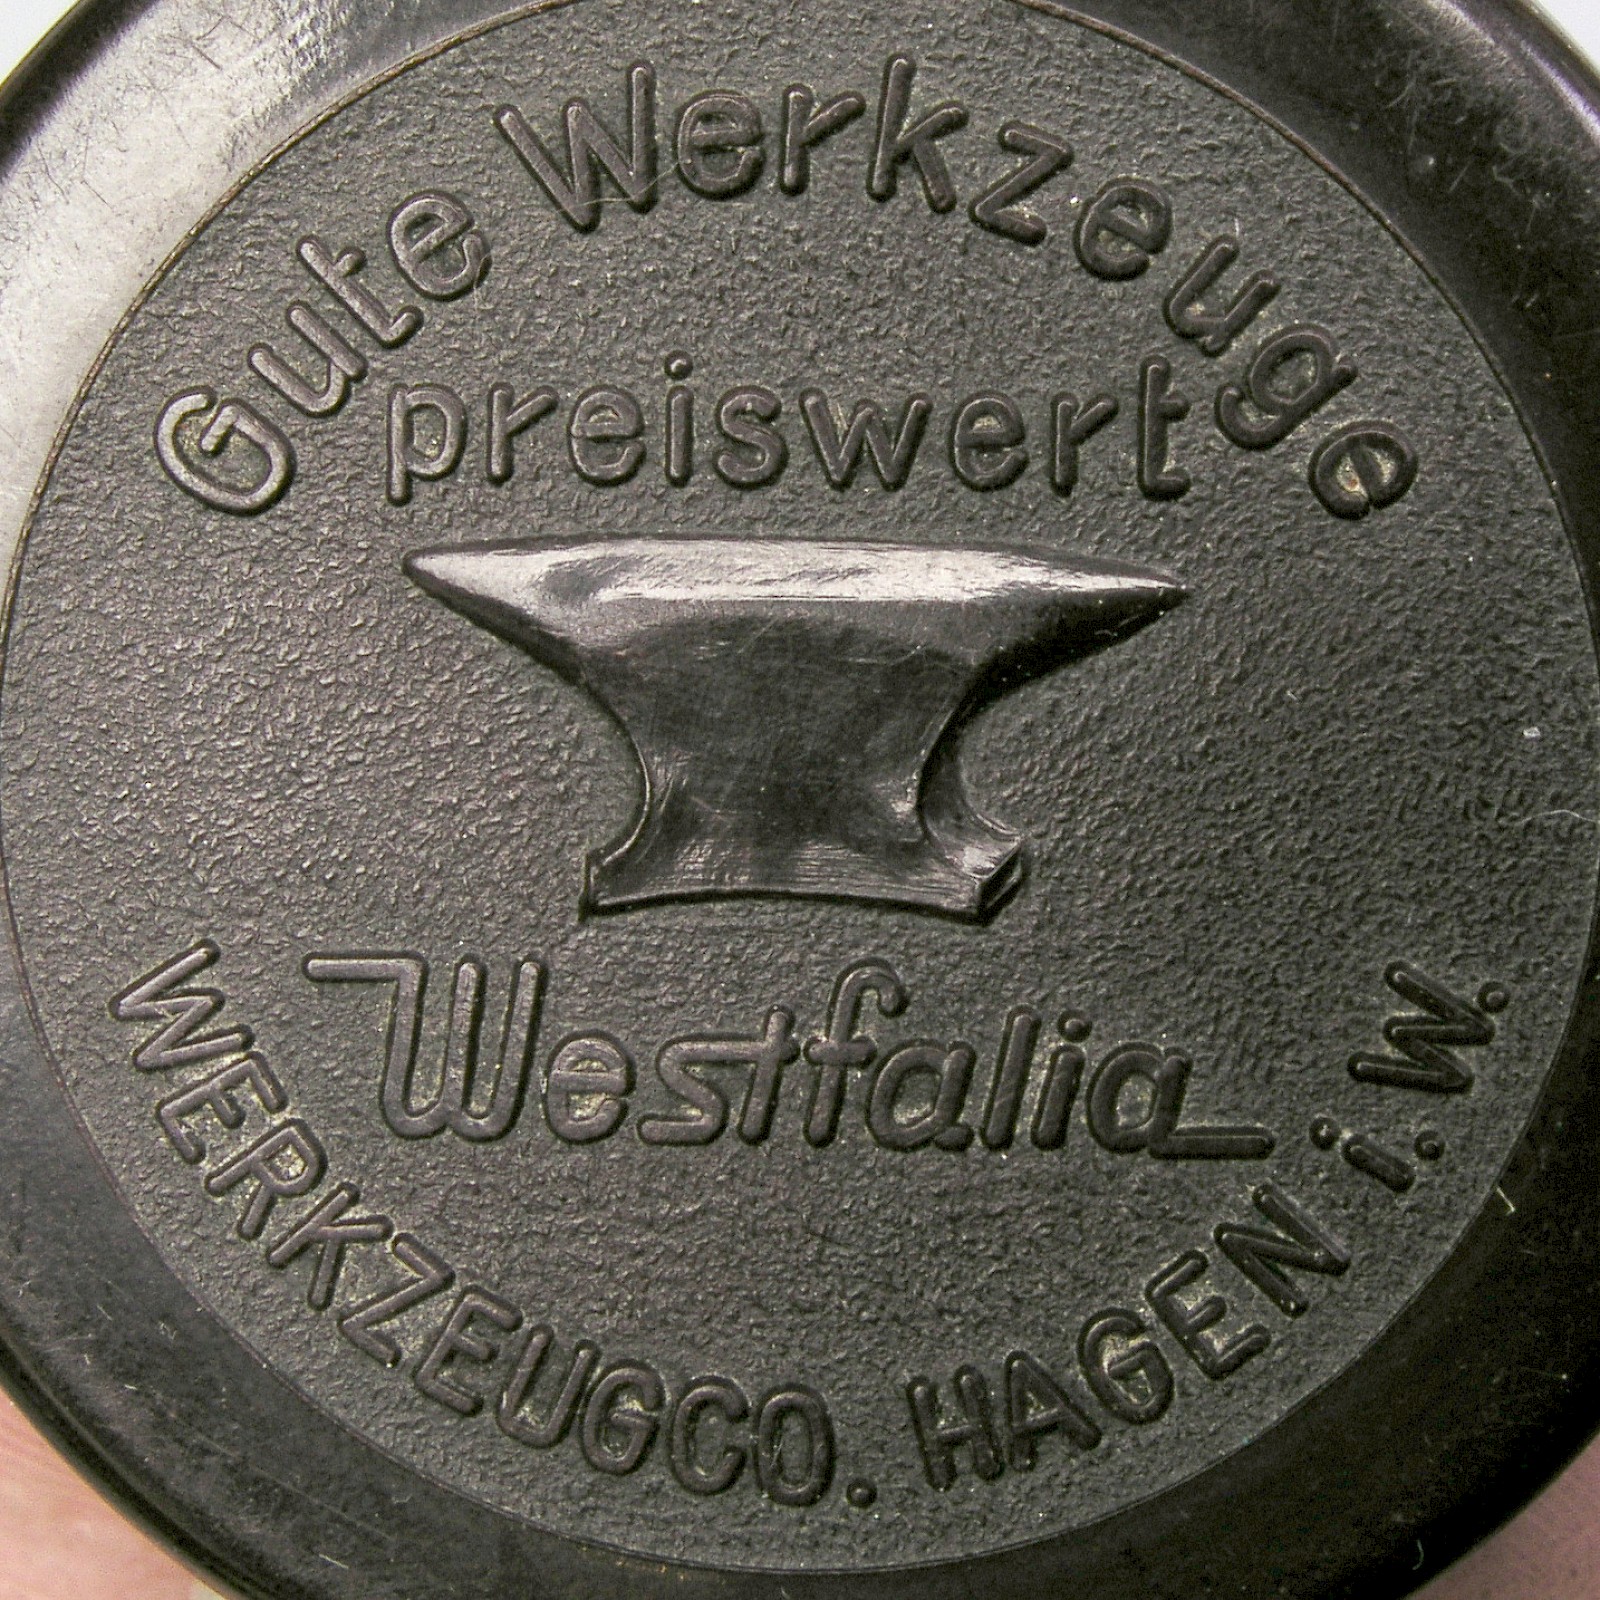 Gute Werkzeuge
preiswert
Westfalia
WERKZEUGCO. HAGEN i.W.